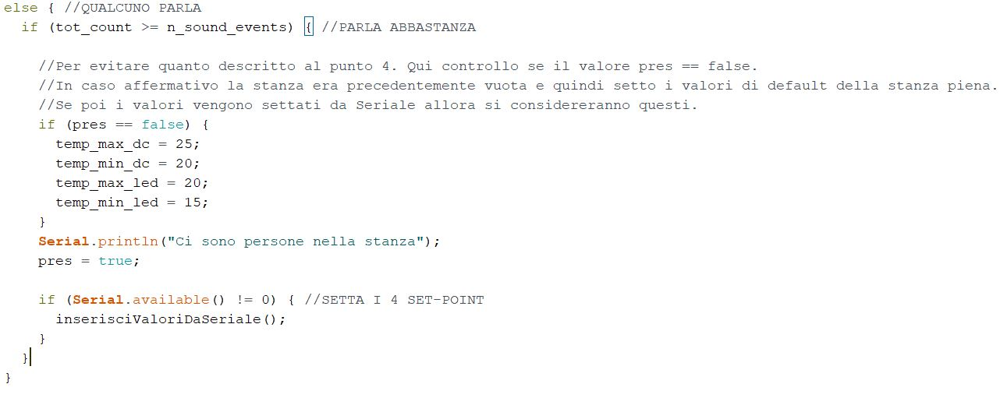 else { //QUALCUNO PARLA
if (tot_count >= n_sound_events) { //PARLA ABBASTANZA
//Per evitare quanto descritto al punto 4. Qui controllo se il valore pres == false.
//In caso affermativo la stanza era precedentemente vuota e quindi setto i valori di default della stanza piena.
//Se poi i valori vengono settati da Seriale allora si considereranno questi.
if (pres == false) {
temp_max_dc = 25;
temp_min_dc = 20;
temp_max_led = 20;
temp_min_led = 15;
}
Serial.println("Ci sono persone nella stanza");
pres = true;
if (Serial.available() != 0) { //SETTA I 4 SET-POINT
inserisciValoriDaSeriale();
}
}
}